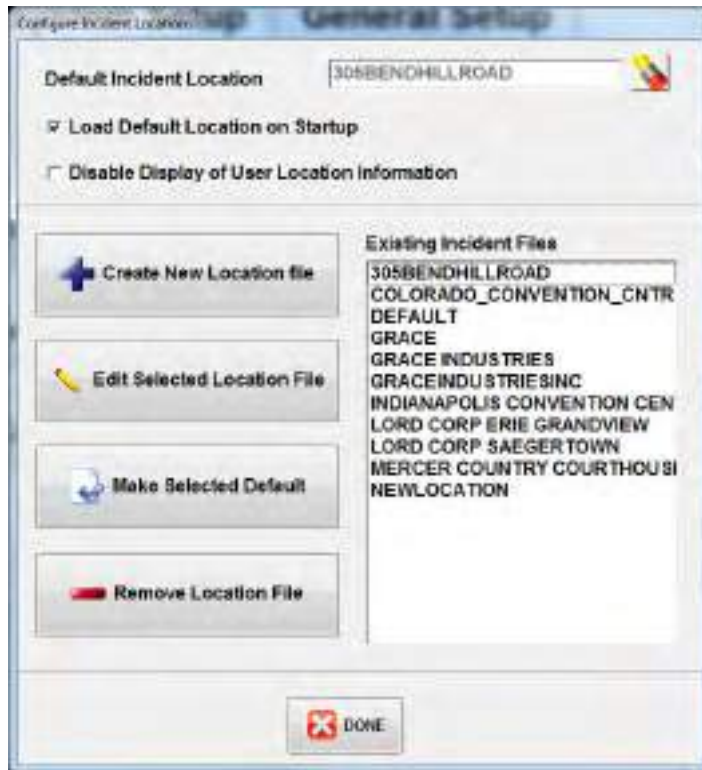 Setup General Setup
Configure Incident Location
Default Incident Location 305BENDHILLROAD
Load Default Location on Startup
Disable Display of User Location Information
Create New Location file
Edit Selected Location File
Make Selected Default
Remove Location File
Existing Incident Files
305BENDHILLROAD
COLORADO_CONVENTION_CNTR
DEFAULT
GRACE
GRACE INDUSTRIES
GRACEINDUSTRIESINC
INDIANAPOLIS CONVENTION CEN
LORD CORP ERIE GRANDVIEW
LORD CORP SAEGERTOWN
MERCER COUNTRY COURTHOUSI
NEWLOCATION
DONE